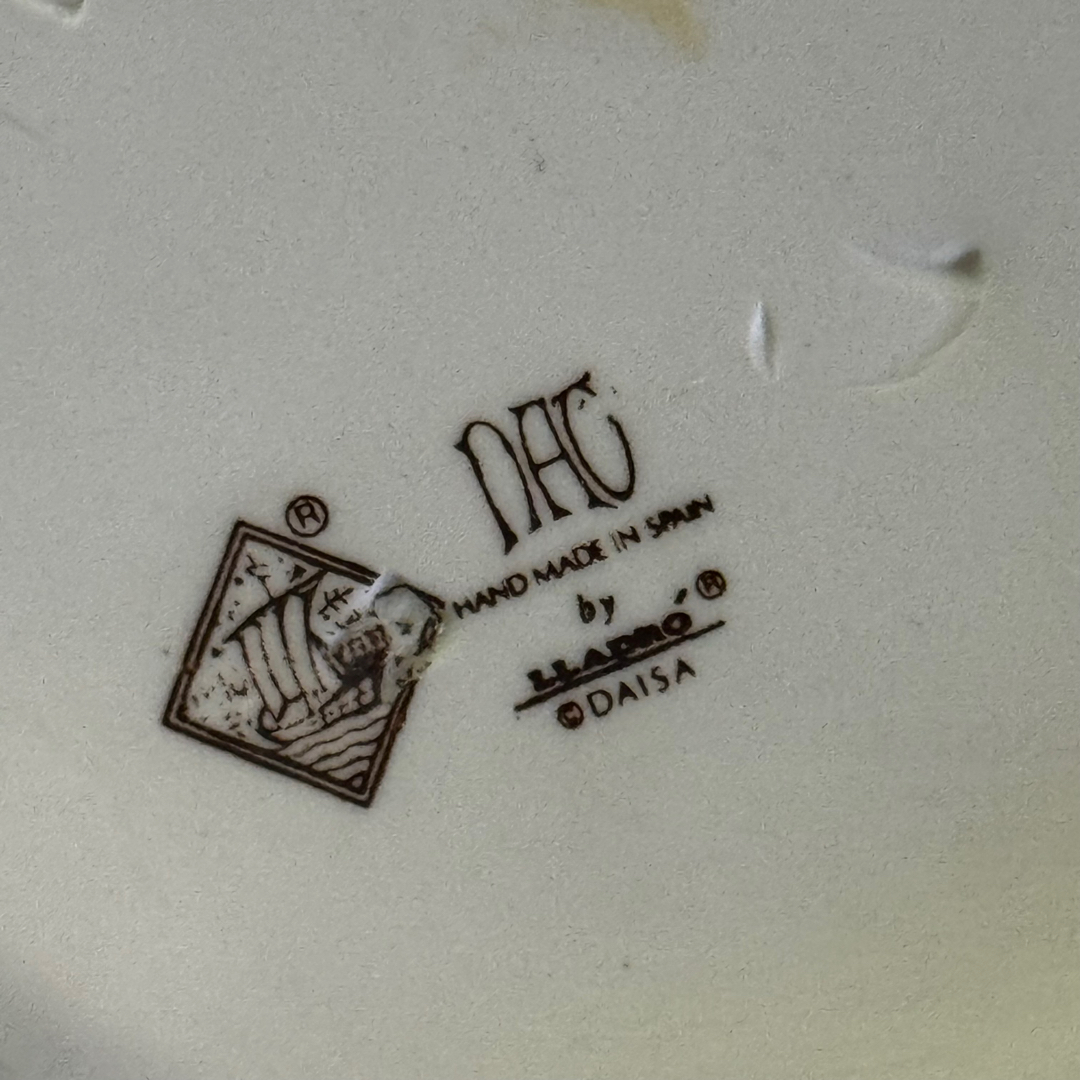 NAO
®
HAND MADE IN SPAIN
by
LLADRÓ®
©DAISA